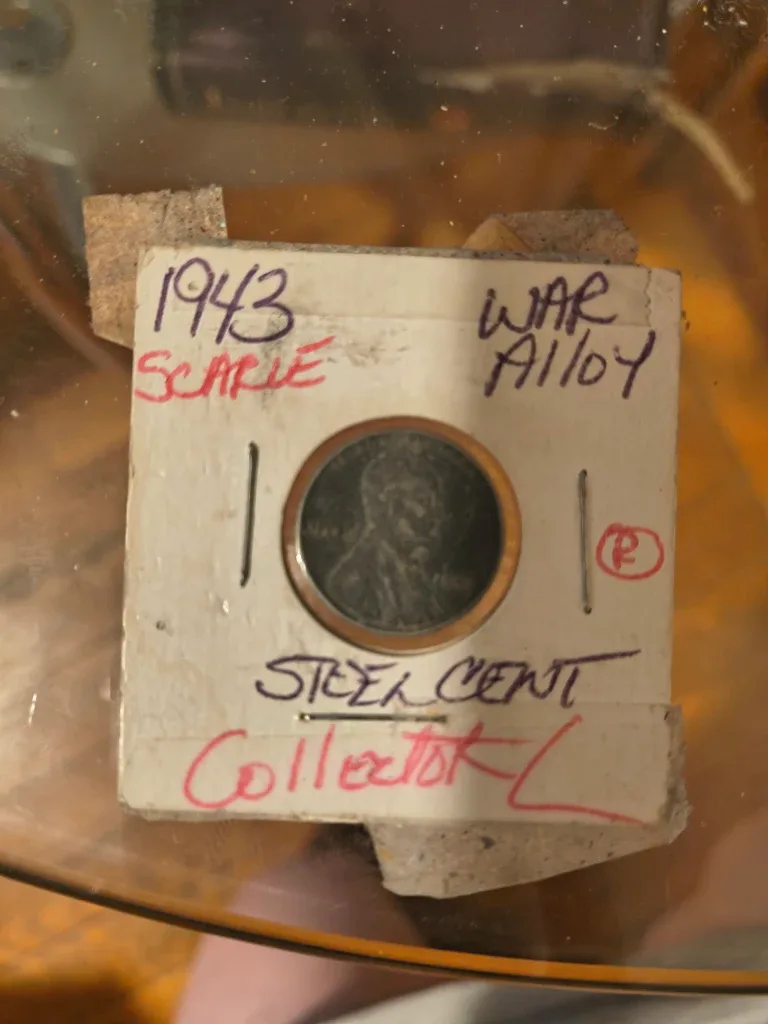 1943
WAR
Alloy
SCARCE
R
STEEL CENT
Collector